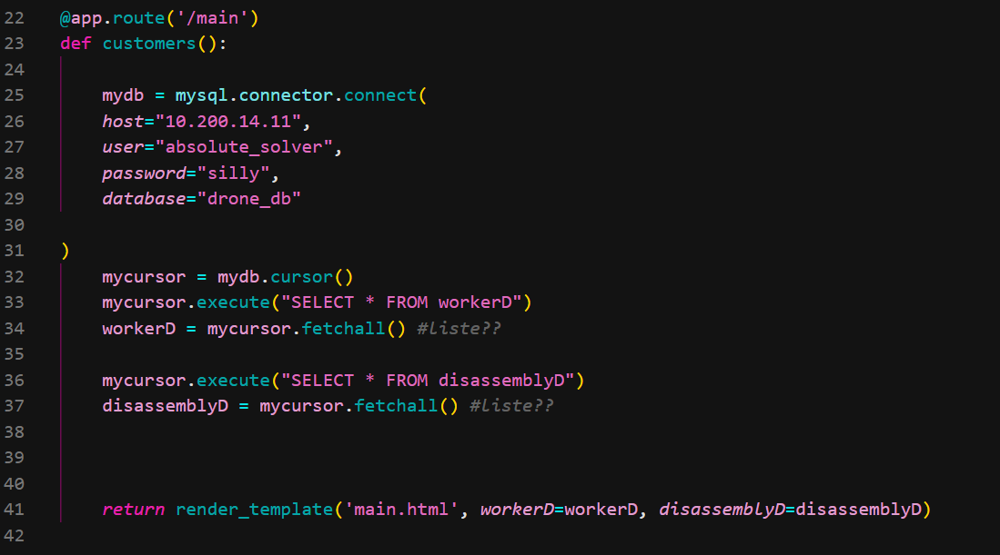 22 @app.route('/main')
23 def customers():
24
25     mydb = mysql.connector.connect(
26     host="10.200.14.11",
27     user="absolute_solver",
28     password="silly",
29     database="drone_db"
30
31 )
32     mycursor = mydb.cursor()
33     mycursor.execute("SELECT * FROM workerD")
34     workerD = mycursor.fetchall() #liste??
35
36     mycursor.execute("SELECT * FROM disassemblyD")
37     disassemblyD = mycursor.fetchall() #liste??
38
39
40
41     return render_template('main.html', workerD=workerD, disassemblyD=disassemblyD)
42